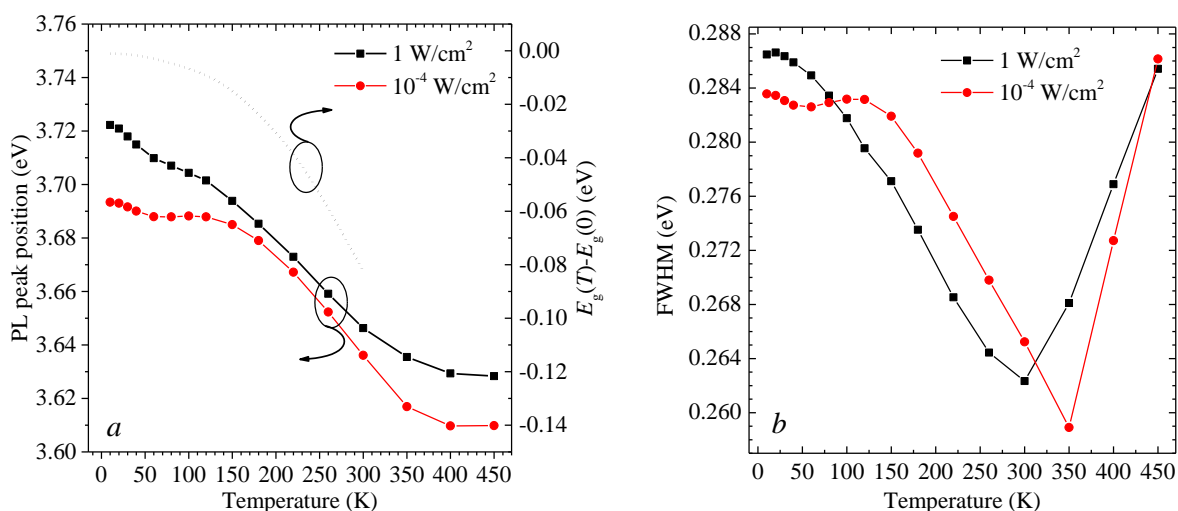 3.76
3.74
3.72
3.70
3.68
3.66
3.64
3.62
3.60
PL peak position (eV)
1 W/cm²
10⁻⁴ W/cm²
a
0 50 100 150 200 250 300 350 400 450
Temperature (K)
0.00
-0.02
-0.04
-0.06
-0.08
-0.10
-0.12
-0.14
E_g(T)-E_g(0) (eV)
0.288
0.284
0.280
0.276
0.272
0.268
0.264
0.260
FWHM (eV)
1 W/cm²
10⁻⁴ W/cm²
b
0 50 100 150 200 250 300 350 400 450
Temperature (K)